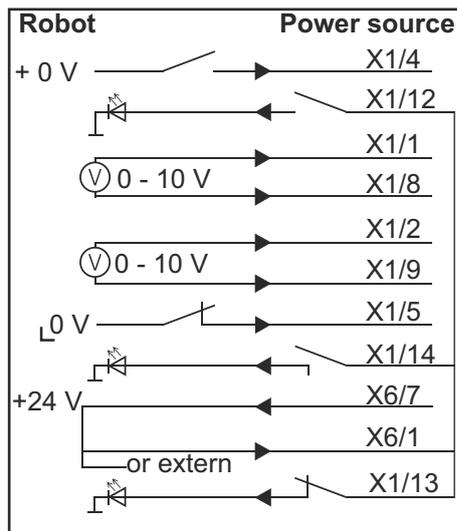 Robot Power source
+ 0 V X1/4
X1/12
X1/1
V 0 - 10 V
X1/8
X1/2
V 0 - 10 V
X1/9
0 V X1/5
X1/14
+24 V X6/7
X6/1
or extern
X1/13